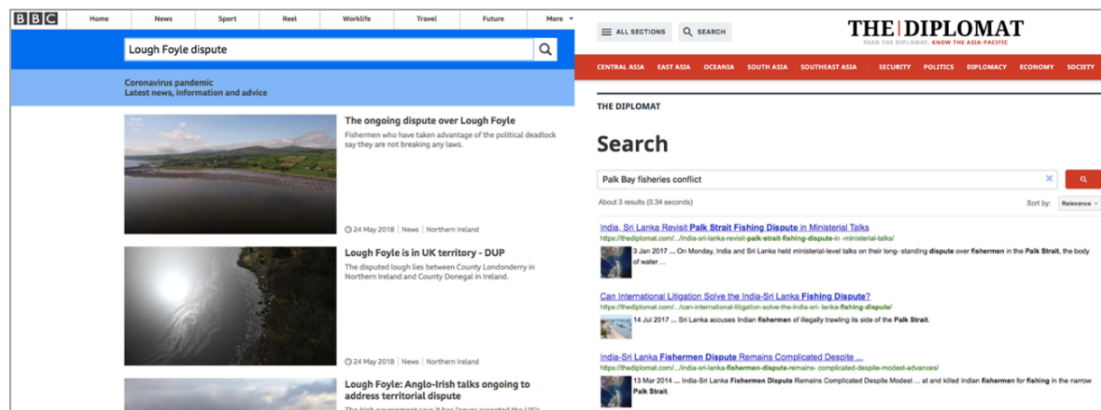 BBC
Home News Sport Reel Worklife Travel Future More
Lough Foyle dispute
Coronavirus pandemic
Latest news, information and advice
The ongoing dispute over Lough Foyle
Fishermen who have taken advantage of the political deadlock
say they are not breaking any laws.
24 May 2018 | News | Northern Ireland
Lough Foyle is in UK territory - DUP
The disputed lough lies between County Londonderry in
Northern Ireland and County Donegal in Ireland.
24 May 2018 | News | Northern Ireland
Lough Foyle: Anglo-Irish talks ongoing to
address territorial dispute
ALL SECTIONS SEARCH
THE|DIPLOMAT
READ THE DIPLOMAT, KNOW THE ASIA-PACIFIC
CENTRAL ASIA EAST ASIA OCEANIA SOUTH ASIA SOUTHEAST ASIA SECURITY POLITICS DIPLOMACY ECONOMY SOCIETY
THE DIPLOMAT
Search
Palk Bay fisheries conflict
About 3 results (0.34 seconds)
Sort by: Relevance
India, Sri Lanka Revisit Palk Strait Fishing Dispute in Ministerial Talks
https://thediplomat.com/.../india-sri-lanka-revisit-palk-strait-fishing-dispute-in -ministerial-talks/
3 Jan 2017 ... On Monday, India and Sri Lanka held ministerial-level talks on their long- standing dispute over fishermen in the Palk Strait, the body
of water ...
Can International Litigation Solve the India-Sri Lanka Fishing Dispute?
https://thediplomat.com/.../can-international-litigation-solve-the-india-sri- lanka-fishing-dispute/
14 Jul 2017 ... Sri Lanka accuses Indian fishermen of illegally trawling its side of the Palk Strait.
India-Sri Lanka Fishermen Dispute Remains Complicated Despite ...
https://thediplomat.com/.../india-sri-lanka-fishermen-dispute-remains- complicated-despite-modest-advances/
13 Mar 2014 ... India-Sri Lanka Fishermen Dispute Remains Complicated Despite Modest ... at and killed Indian fishermen for fishing in the narrow
Palk Strait.